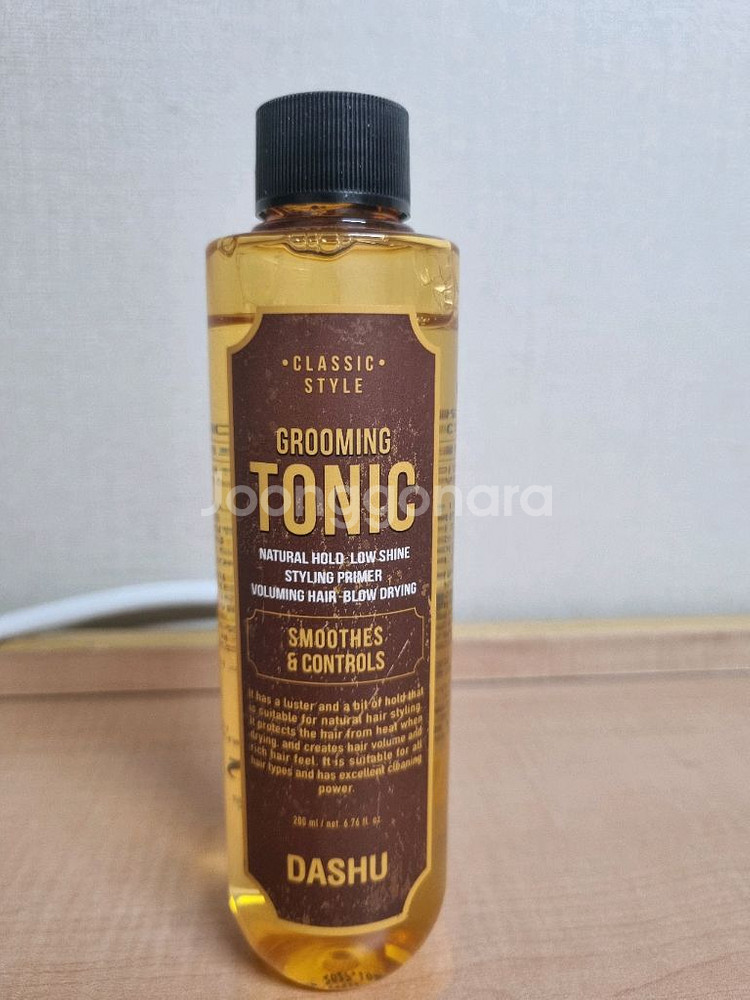 •CLASSIC•
STYLE
GROOMING
TONIC
Joonggonara
NATURAL HOLD·LOW SHINE
STYLING PRIMER
VOLUMING HAIR·BLOW DRYING
SMOOTHES
& CONTROLS
It has a luster and a bit of hold that
is suitable for natural hair styling.
It protects the hair from heat when
drying, and creates hair volume and
rich hair feel. It is suitable for all
hair types and has excellent cleaning
power.
200 ml / net 6.76 fl. oz
DASHU